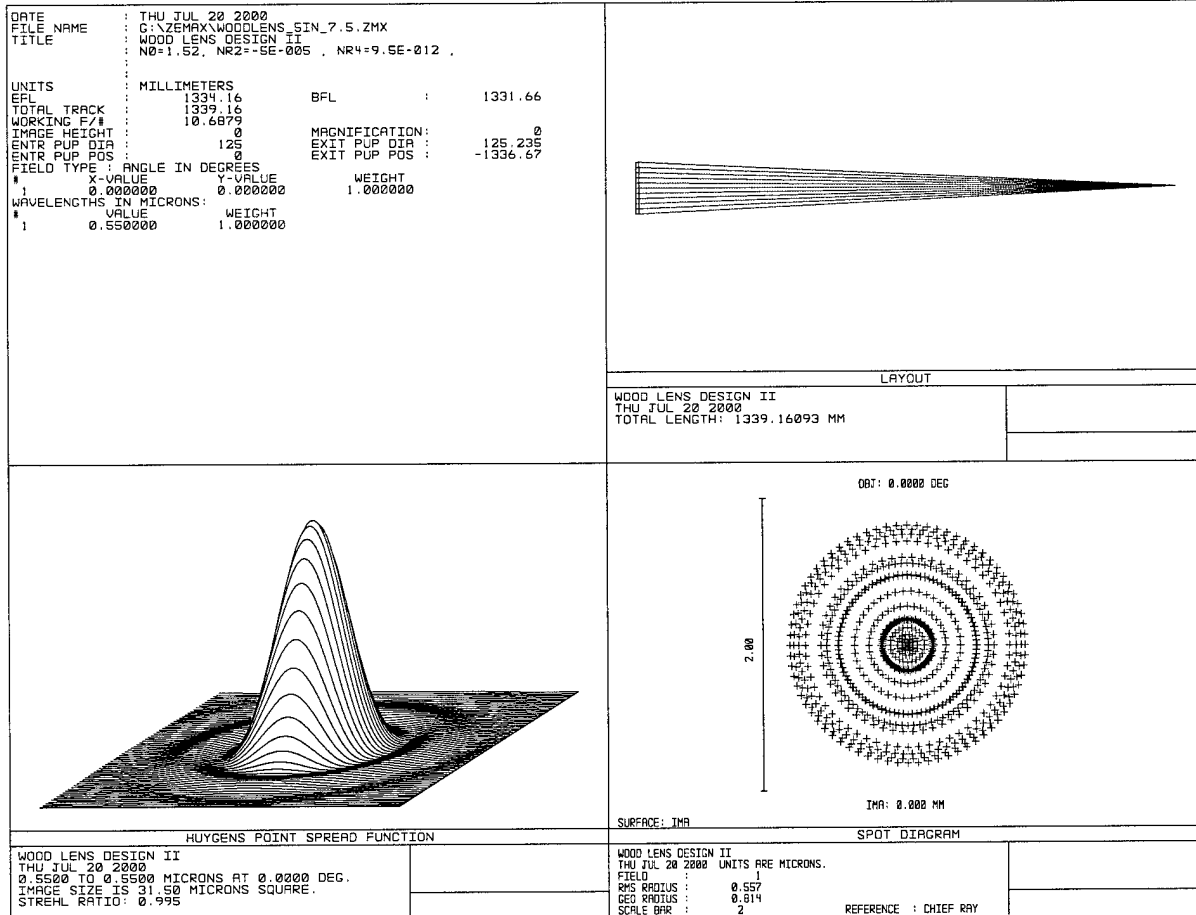 DATE : THU JUL 20 2000
FILE NAME : G:\ZEMAX\WOODLENS_5IN_7.5.ZMX
TITLE : WOOD LENS DESIGN II
: N0=1.52, NR2=-5E-005 , NR4=9.5E-012 ,
:
:
UNITS : MILLIMETERS
EFL : 1334.16 BFL : 1331.66
TOTAL TRACK : 1339.16
WORKING F/# : 10.6879
IMAGE HEIGHT : 0 MAGNIFICATION: 0
ENTR PUP DIA : 125 EXIT PUP DIA : 125.235
ENTR PUP POS : 0 EXIT PUP POS : -1336.67
FIELD TYPE : ANGLE IN DEGREES
# X-VALUE Y-VALUE WEIGHT
1 0.000000 0.000000 1.000000
WAVELENGTHS IN MICRONS:
# VALUE WEIGHT
1 0.550000 1.000000
LAYOUT
WOOD LENS DESIGN II
THU JUL 20 2000
TOTAL LENGTH: 1339.16093 MM
HUYGENS POINT SPREAD FUNCTION
WOOD LENS DESIGN II
THU JUL 20 2000
0.5500 TO 0.5500 MICRONS AT 0.0000 DEG.
IMAGE SIZE IS 31.50 MICRONS SQUARE.
STREHL RATIO: 0.995
OBJ: 0.0000 DEG
2.00
IMA: 0.000 MM
SURFACE: IMA
SPOT DIAGRAM
WOOD LENS DESIGN II
THU JUL 20 2000 UNITS ARE MICRONS.
FIELD : 1
RMS RADIUS : 0.557
GEO RADIUS : 0.814
SCALE BAR : 2 REFERENCE : CHIEF RAY